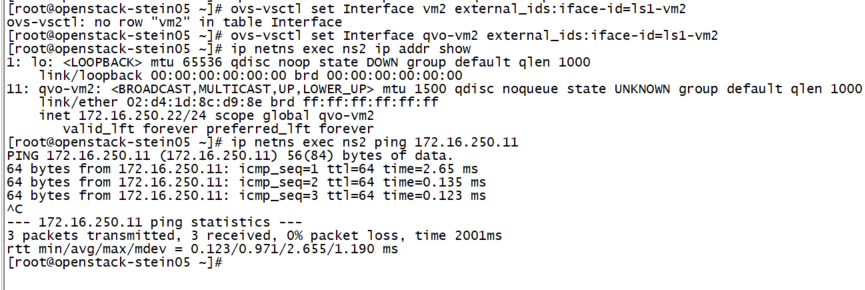 [root@openstack-stein05 ~]# ovs-vsctl set Interface vm2 external_ids:iface-id=ls1-vm2
ovs-vsctl: no row "vm2" in table Interface
[root@openstack-stein05 ~]# ovs-vsctl set Interface qvo-vm2 external_ids:iface-id=ls1-vm2
[root@openstack-stein05 ~]# ip netns exec ns2 ip addr show
1: lo: <LOOPBACK> mtu 65536 qdisc noop state DOWN group default qlen 1000
    link/loopback 00:00:00:00:00:00 brd 00:00:00:00:00:00
11: qvo-vm2: <BROADCAST,MULTICAST,UP,LOWER_UP> mtu 1500 qdisc noqueue state UNKNOWN group default qlen 1000
    link/ether 02:d4:1d:8c:d9:8e brd ff:ff:ff:ff:ff:ff
    inet 172.16.250.22/24 scope global qvo-vm2
       valid_lft forever preferred_lft forever
[root@openstack-stein05 ~]# ip netns exec ns2 ping 172.16.250.11
PING 172.16.250.11 (172.16.250.11) 56(84) bytes of data.
64 bytes from 172.16.250.11: icmp_seq=1 ttl=64 time=2.65 ms
64 bytes from 172.16.250.11: icmp_seq=2 ttl=64 time=0.135 ms
64 bytes from 172.16.250.11: icmp_seq=3 ttl=64 time=0.123 ms
^C
--- 172.16.250.11 ping statistics ---
3 packets transmitted, 3 received, 0% packet loss, time 2001ms
rtt min/avg/max/mdev = 0.123/0.971/2.655/1.190 ms
[root@openstack-stein05 ~]#